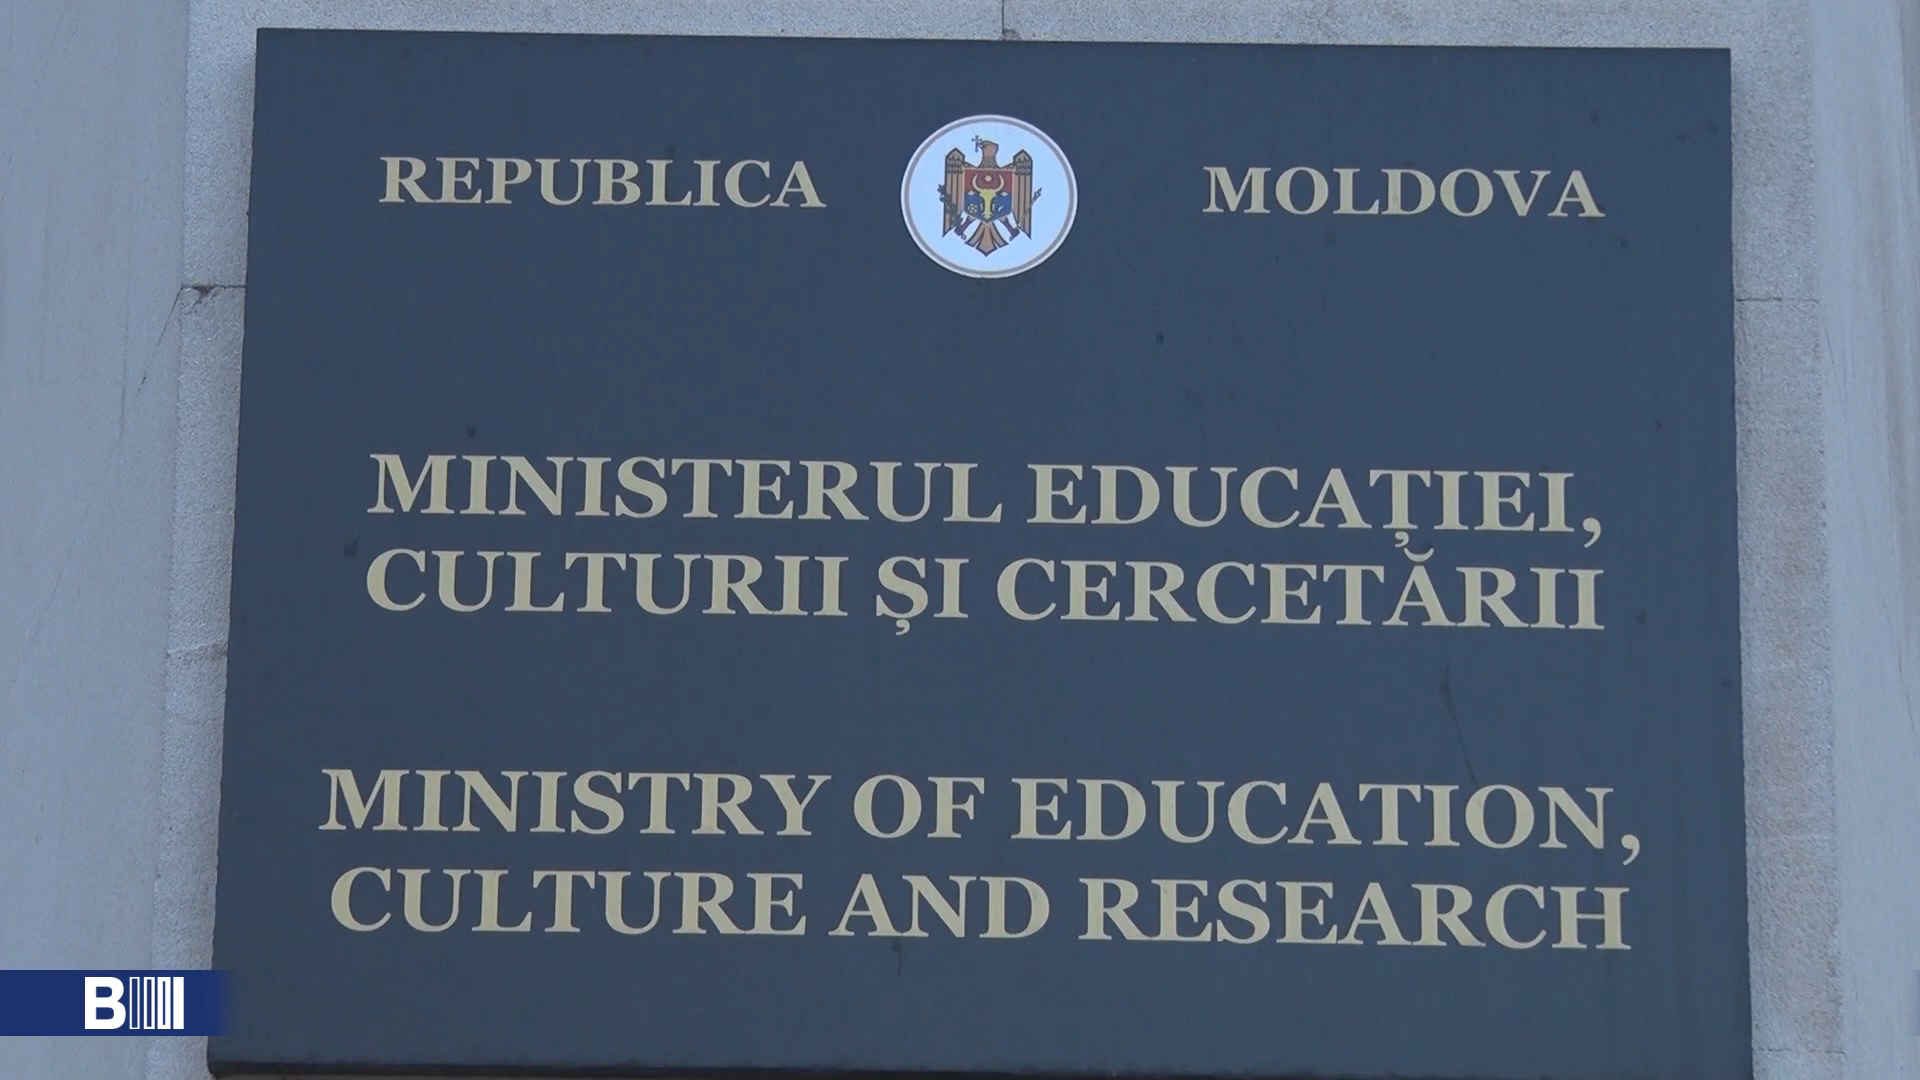 REPUBLICA MOLDOVA
MINISTERUL EDUCAȚIEI,
CULTURII ȘI CERCETĂRII
MINISTRY OF EDUCATION,
CULTURE AND RESEARCH
B